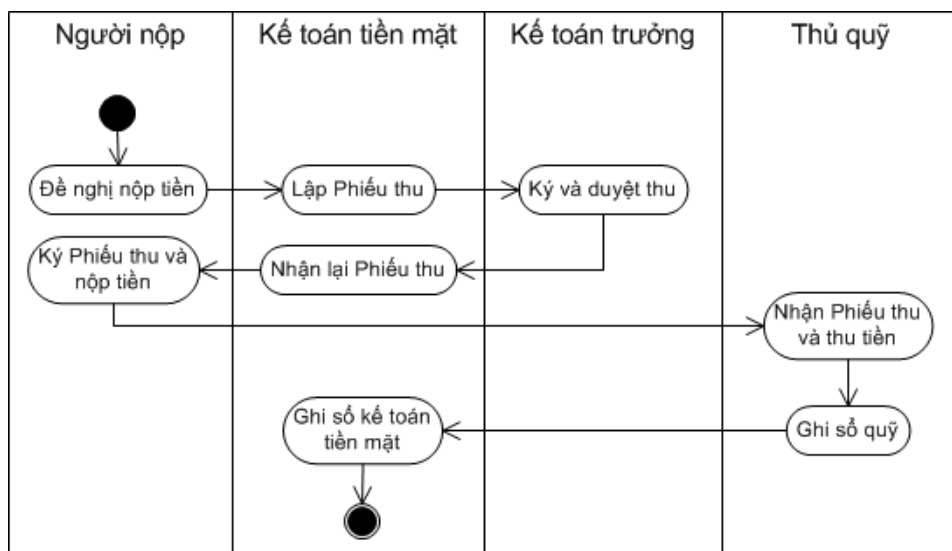 Người nộp
Kế toán tiền mặt
Kế toán trưởng
Thủ quỹ
Đề nghị nộp tiền
Lập Phiếu thu
Ký và duyệt thu
Ký Phiếu thu và
nộp tiền
Nhận lại Phiếu thu
Nhận Phiếu thu
và thu tiền
Ghi sổ kế toán
tiền mặt
Ghi sổ quỹ